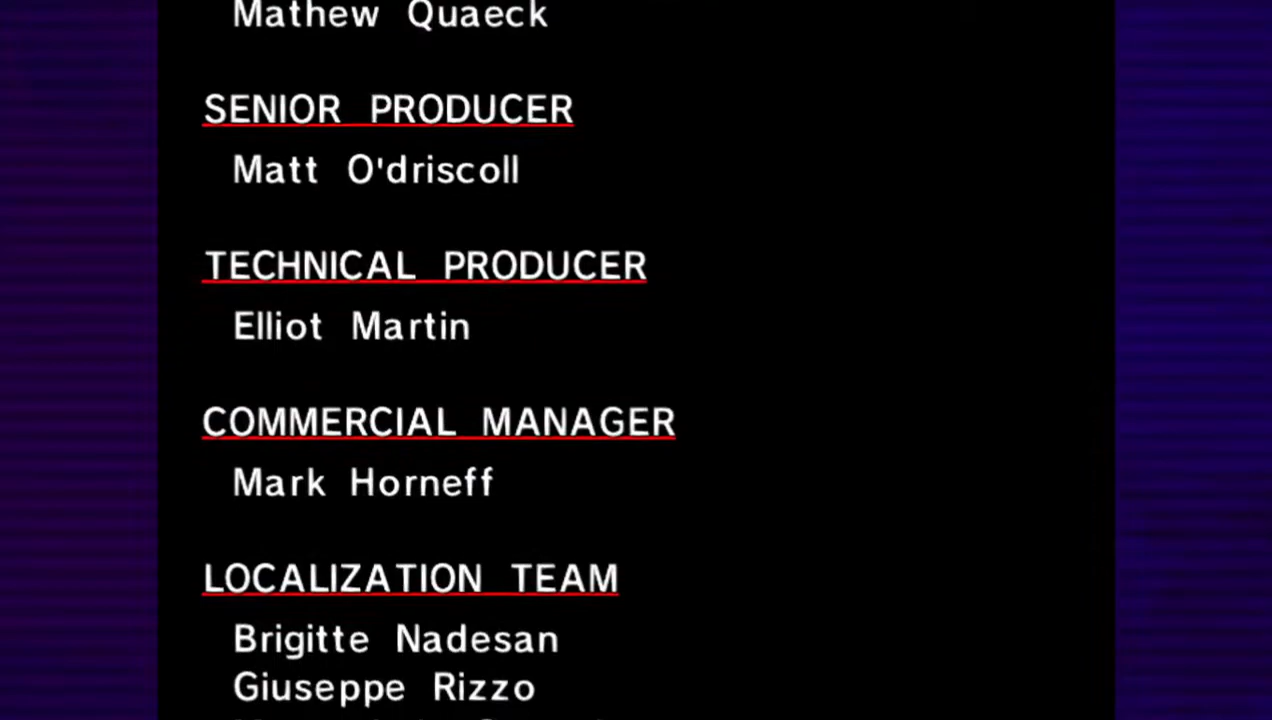 Mathew Quaeck
SENIOR PRODUCER
Matt O'driscoll
TECHNICAL PRODUCER
Elliot Martin
COMMERCIAL MANAGER
Mark Horneff
LOCALIZATION TEAM
Brigitte Nadesan
Giuseppe Rizzo